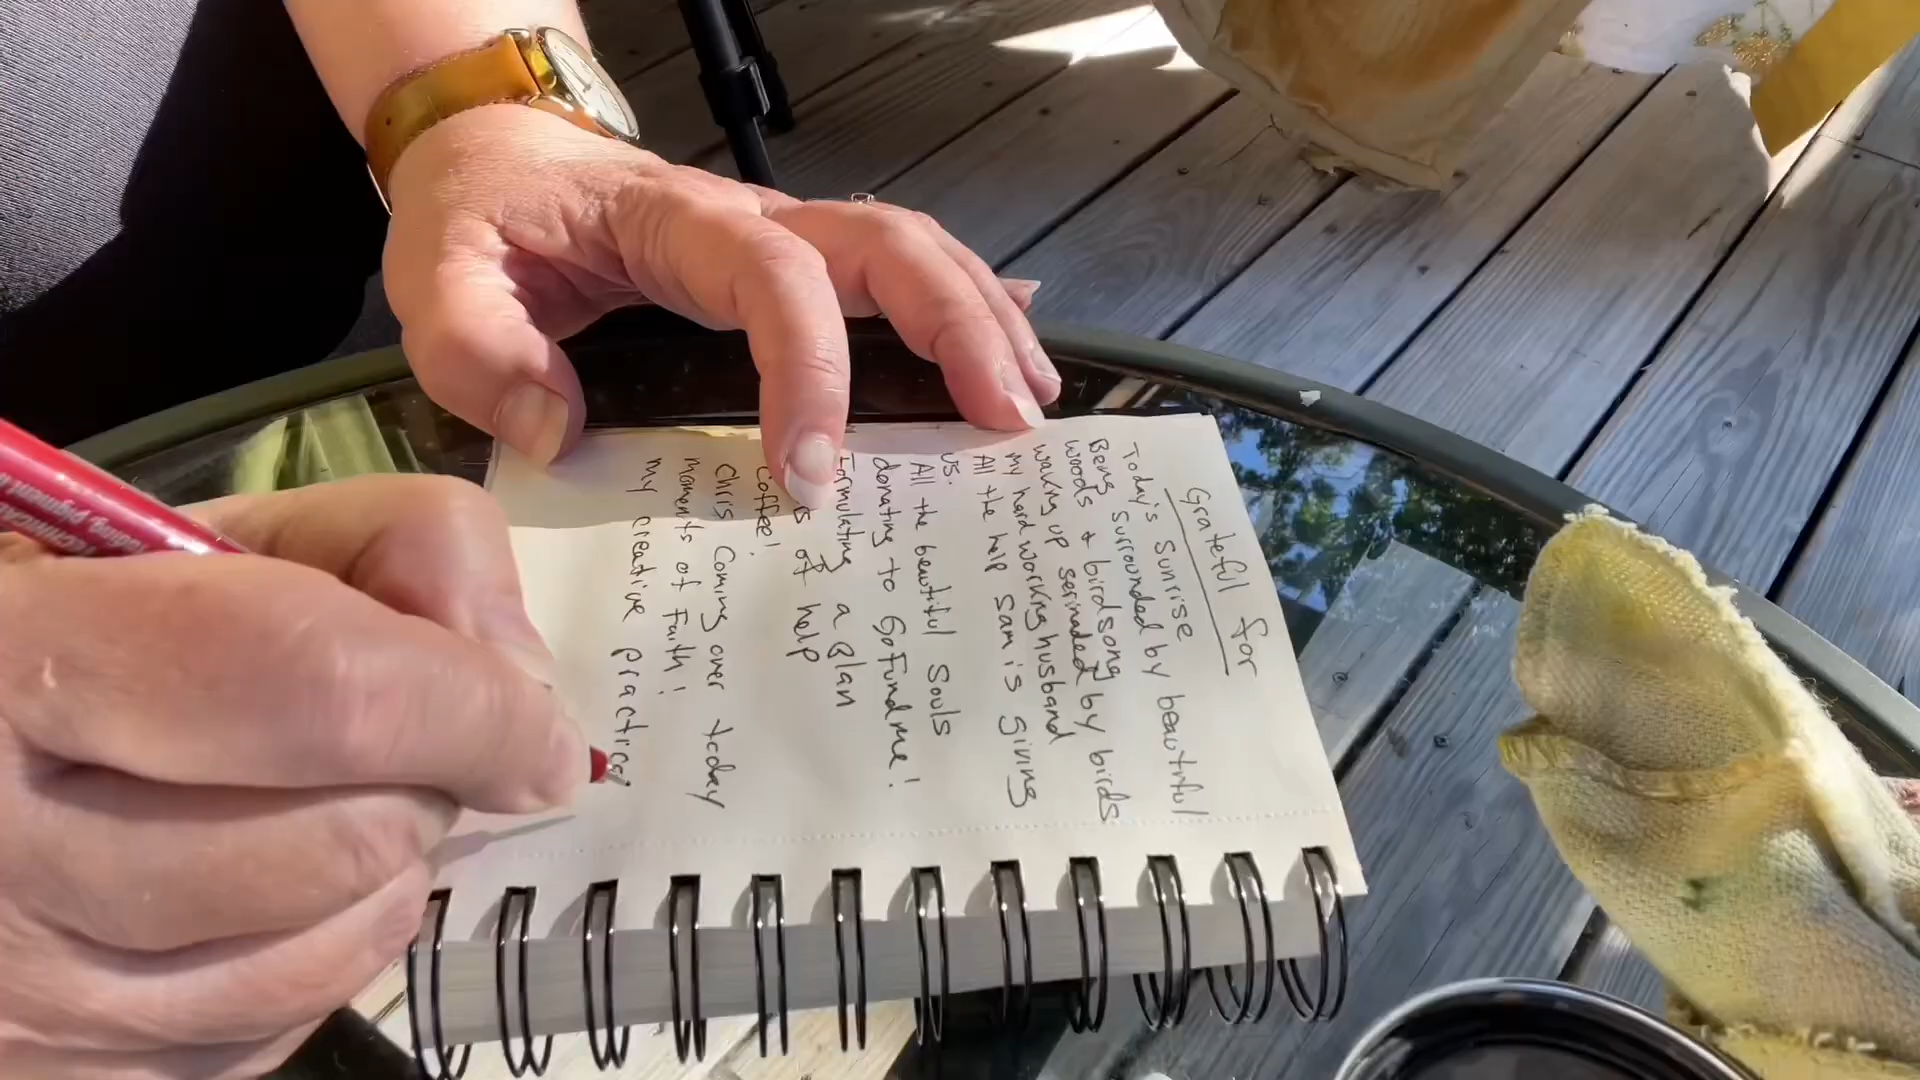 Grateful for
Today's Sunrise beautiful
Being surrounded by
woods & birdsong
waking up serinaded by birds
my hard working husband
All the help Sam is giving
us.
All the beautiful Souls
donating to GoFundme!
Formulating a plan
of help
Coffee!
Chris Coming over today
moments of Faith!
my creative practice